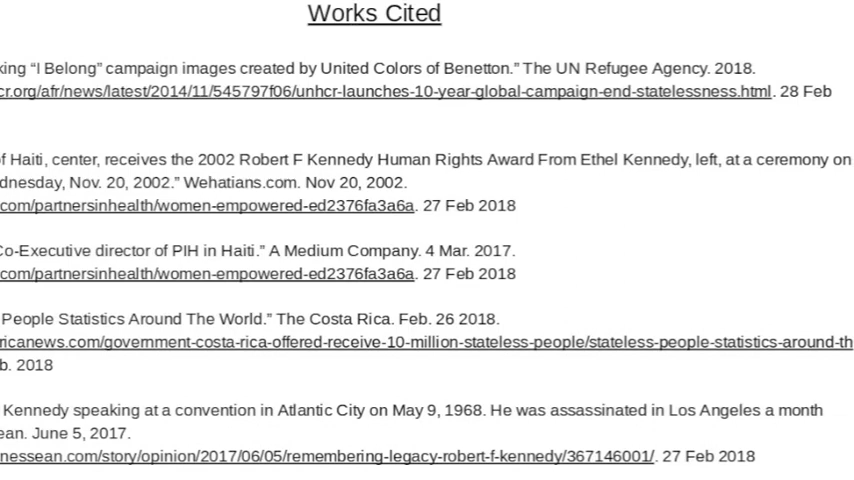 Works Cited
king “I Belong” campaign images created by United Colors of Benetton.” The UN Refugee Agency. 2018.
cr.org/afr/news/latest/2014/11/545797f06/unhcr-launches-10-year-global-campaign-end-statelessness.html. 28 Feb
of Haiti, center, receives the 2002 Robert F Kennedy Human Rights Award From Ethel Kennedy, left, at a ceremony on
dnesday, Nov. 20, 2002.” Wehatians.com. Nov 20, 2002.
com/partnersinhealth/women-empowered-ed2376fa3a6a. 27 Feb 2018
Co-Executive director of PIH in Haiti.” A Medium Company. 4 Mar. 2017.
com/partnersinhealth/women-empowered-ed2376fa3a6a. 27 Feb 2018
People Statistics Around The World.” The Costa Rica. Feb. 26 2018.
ricanews.com/government-costa-rica-offered-receive-10-million-stateless-people/stateless-people-statistics-around-th
b. 2018
Kennedy speaking at a convention in Atlantic City on May 9, 1968. He was assassinated in Los Angeles a month
ean. June 5, 2017.
nessean.com/story/opinion/2017/06/05/remembering-legacy-robert-f-kennedy/367146001/. 27 Feb 2018